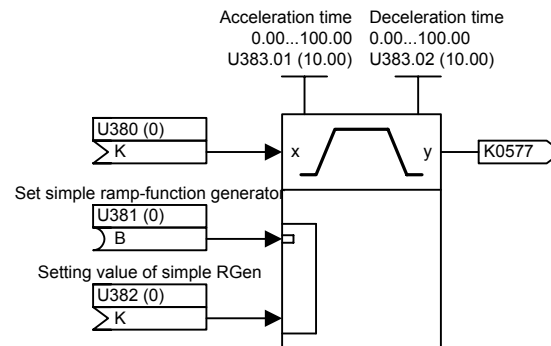 Acceleration time Deceleration time
0.00...100.00 0.00...100.00
U383.01 (10.00) U383.02 (10.00)
U380 (0)
K
x y
K0577
Set simple ramp-function generator
U381 (0)
B
Setting value of simple RGen
U382 (0)
K